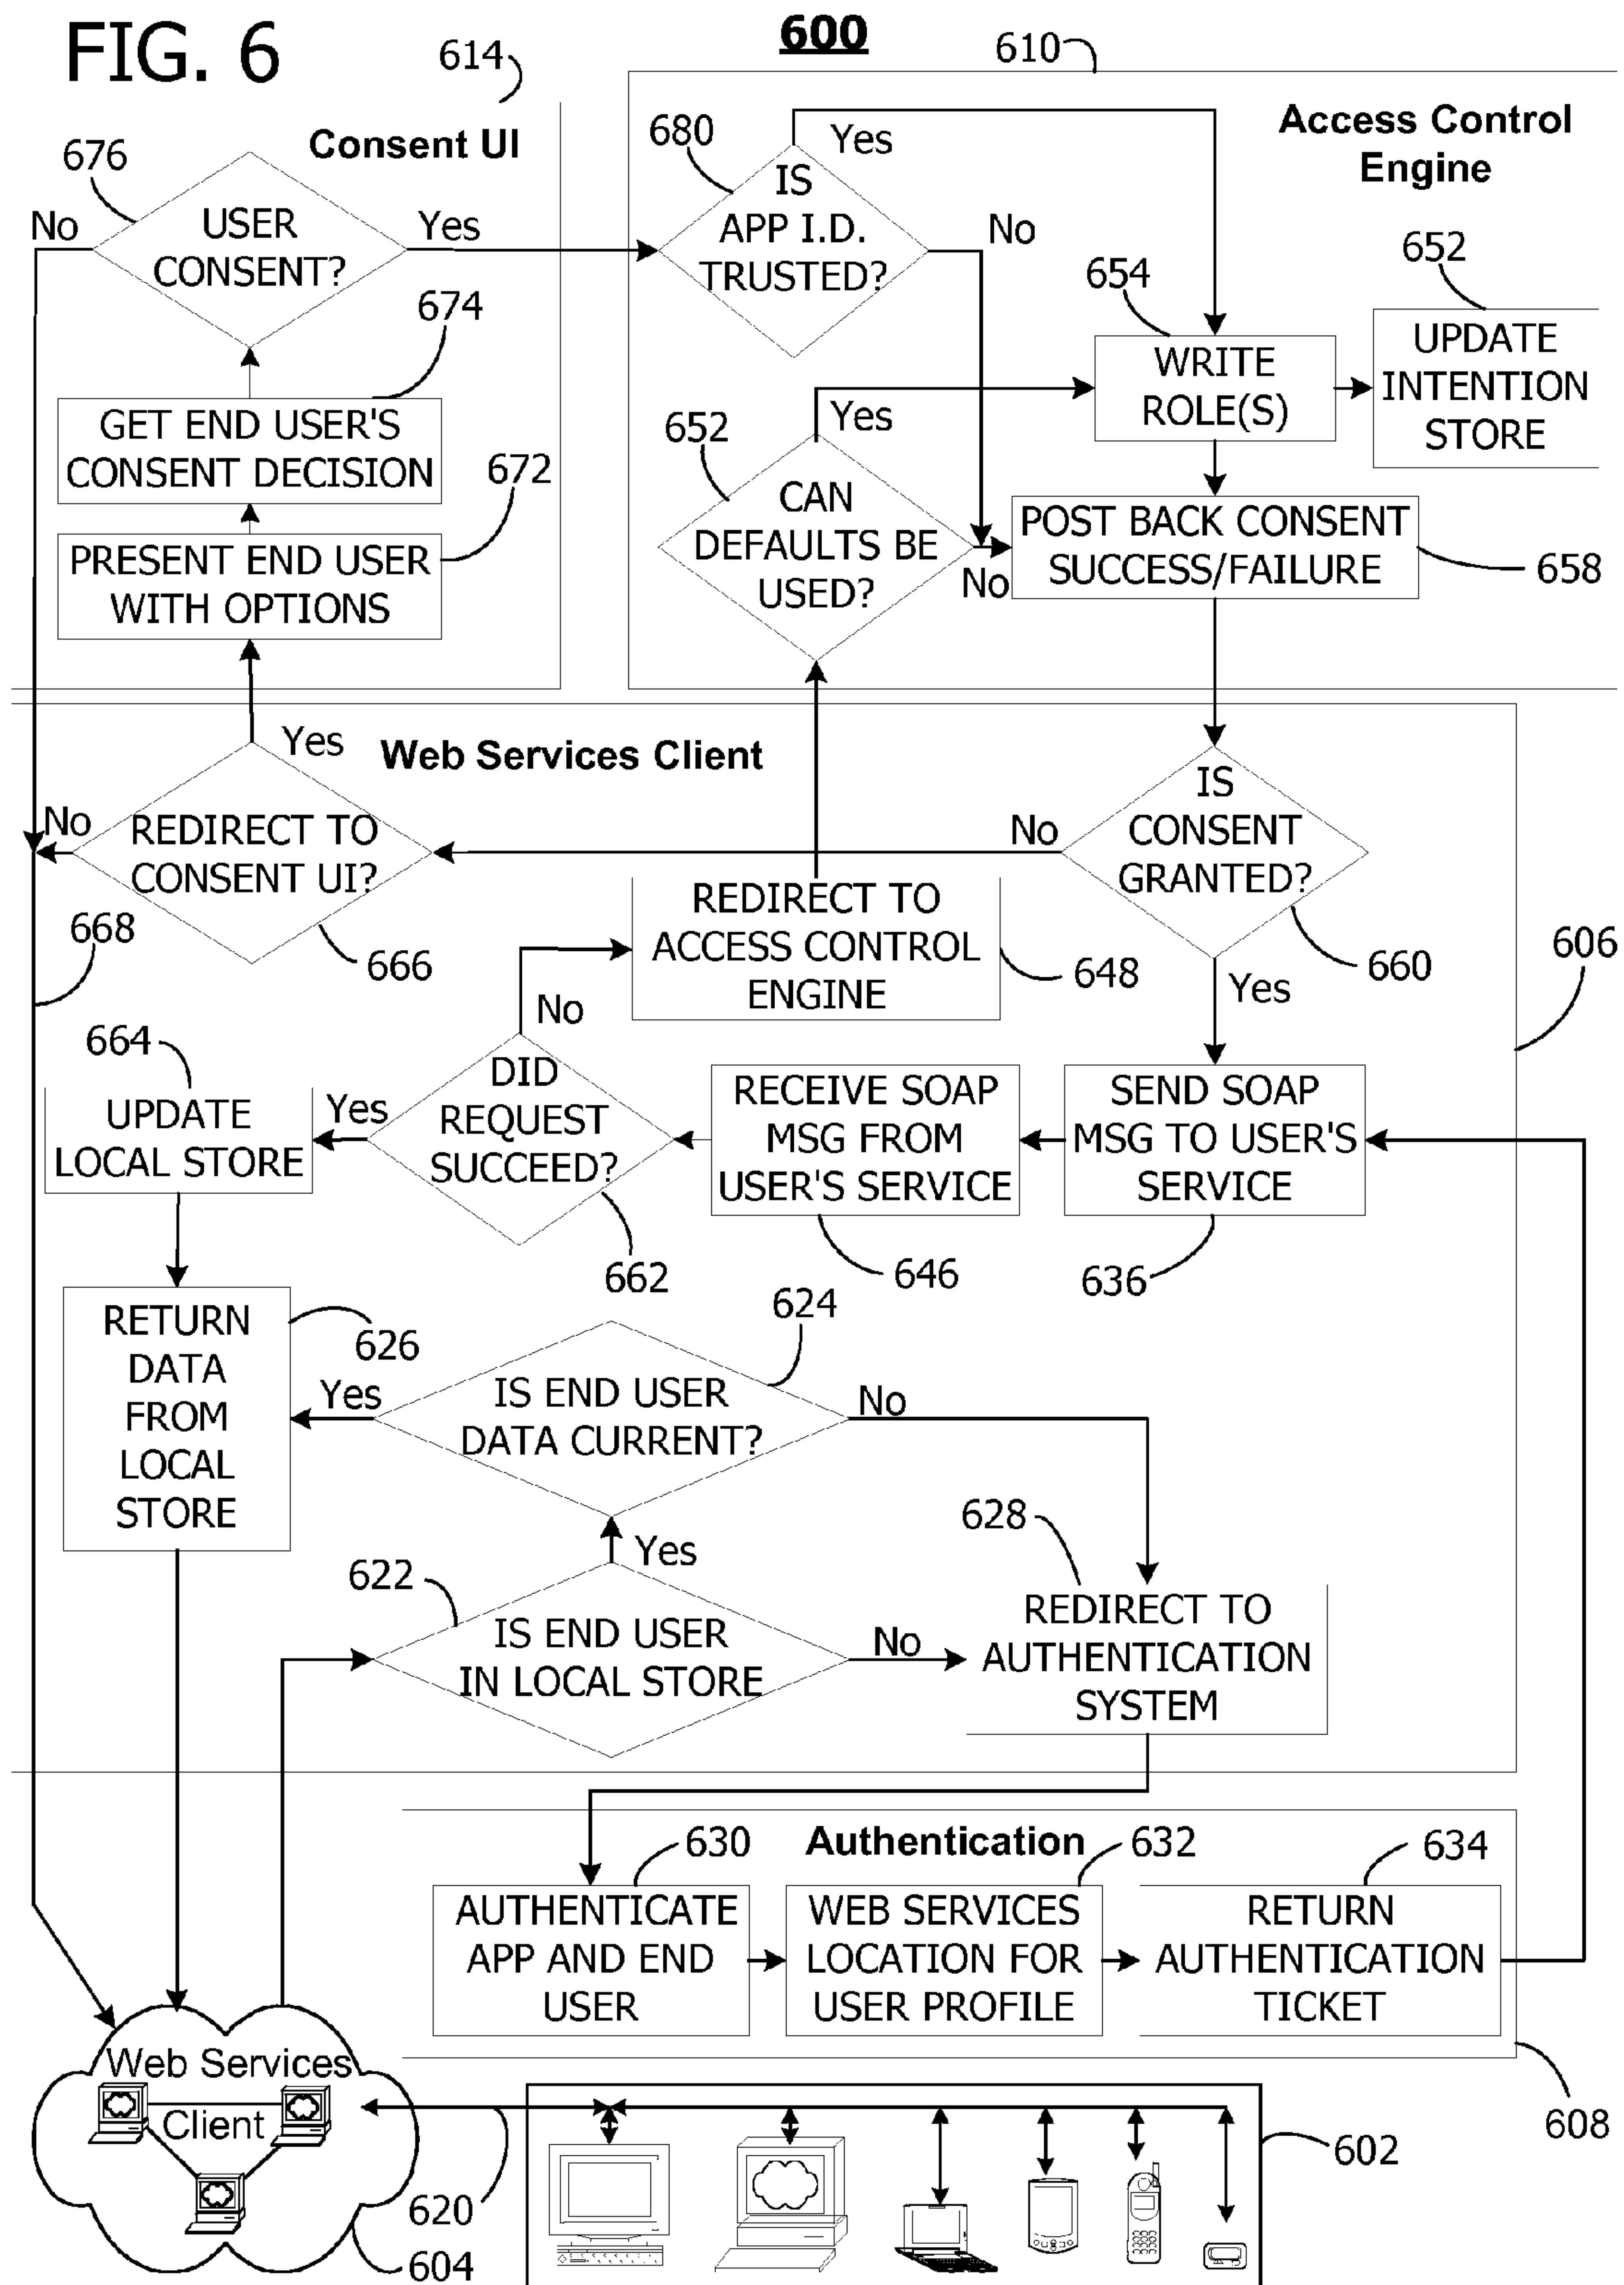 FIG. 6
600
614
610
Consent UI
Access Control
Engine
676
No
USER
CONSENT?
Yes
674
GET END USER'S
CONSENT DECISION
672
PRESENT END USER
WITH OPTIONS
680
Yes
IS
APP I.D.
TRUSTED?
No
654
WRITE
ROLE(S)
652
UPDATE
INTENTION
STORE
652
Yes
CAN
DEFAULTS BE
USED?
No
POST BACK CONSENT
SUCCESS/FAILURE
658
Web Services Client
Yes
No
REDIRECT TO
CONSENT UI?
666
668
No
IS
CONSENT
GRANTED?
660
Yes
606
REDIRECT TO
ACCESS CONTROL
ENGINE
648
No
664
UPDATE
LOCAL STORE
Yes
DID
REQUEST
SUCCEED?
662
RECEIVE SOAP
MSG FROM
USER'S SERVICE
646
SEND SOAP
MSG TO USER'S
SERVICE
636
RETURN
DATA
FROM
LOCAL
STORE
626
Yes
624
IS END USER
DATA CURRENT?
No
628
Yes
622
IS END USER
IN LOCAL STORE
No
REDIRECT TO
AUTHENTICATION
SYSTEM
Authentication
630
632
634
AUTHENTICATE
APP AND END
USER
WEB SERVICES
LOCATION FOR
USER PROFILE
RETURN
AUTHENTICATION
TICKET
608
Web Services
Client
620
604
602